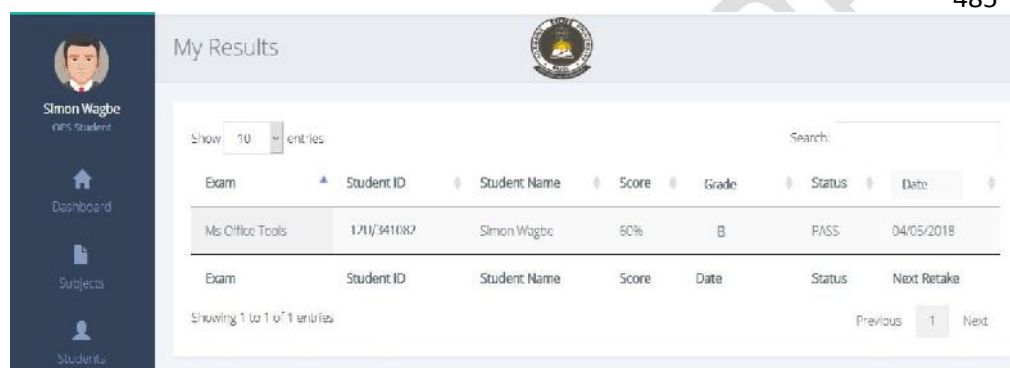 485
My Results
Simon Wagbe
OES Student
Dashboard
Subjects
Students
Show 10 entries
Search:
Exam Student ID Student Name Score Grade Status Date
Ms Office Tools 12U/341082 Simon Wagbe 60% B PASS 04/05/2018
Exam Student ID Student Name Score Date Status Next Retake
Showing 1 to 1 of 1 entries
Previous 1 Next